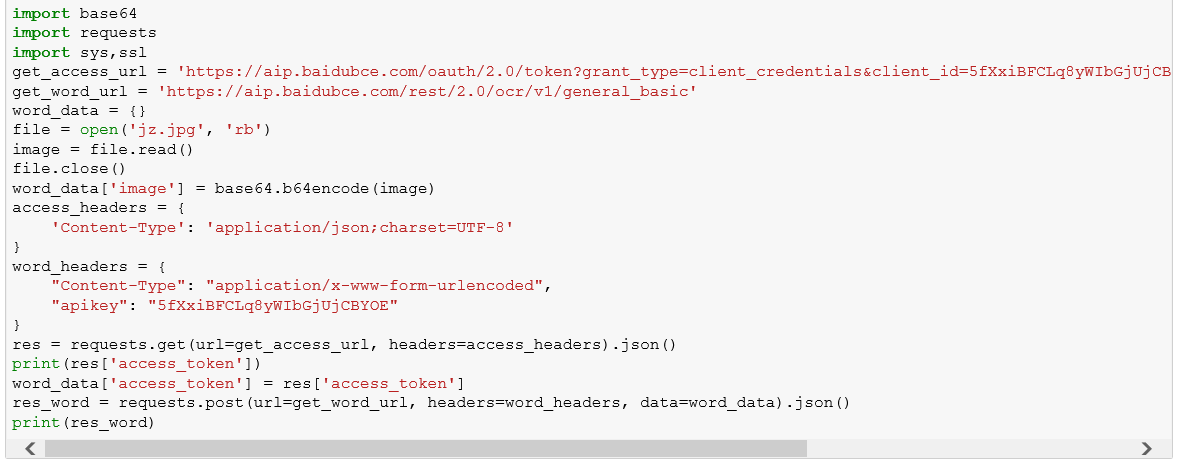 import base64
import requests
import sys,ssl
get_access_url = 'https://aip.baidubce.com/oauth/2.0/token?grant_type=client_credentials&client_id=5fXxiBFCLq8yWIbGjUjCB
get_word_url = 'https://aip.baidubce.com/rest/2.0/ocr/v1/general_basic'
word_data = {}
file = open('jz.jpg', 'rb')
image = file.read()
file.close()
word_data['image'] = base64.b64encode(image)
access_headers = {
    'Content-Type': 'application/json;charset=UTF-8'
}
word_headers = {
    "Content-Type": "application/x-www-form-urlencoded",
    "apikey": "5fXxiBFCLq8yWIbGjUjCBYOE"
}
res = requests.get(url=get_access_url, headers=access_headers).json()
print(res['access_token'])
word_data['access_token'] = res['access_token']
res_word = requests.post(url=get_word_url, headers=word_headers, data=word_data).json()
print(res_word)